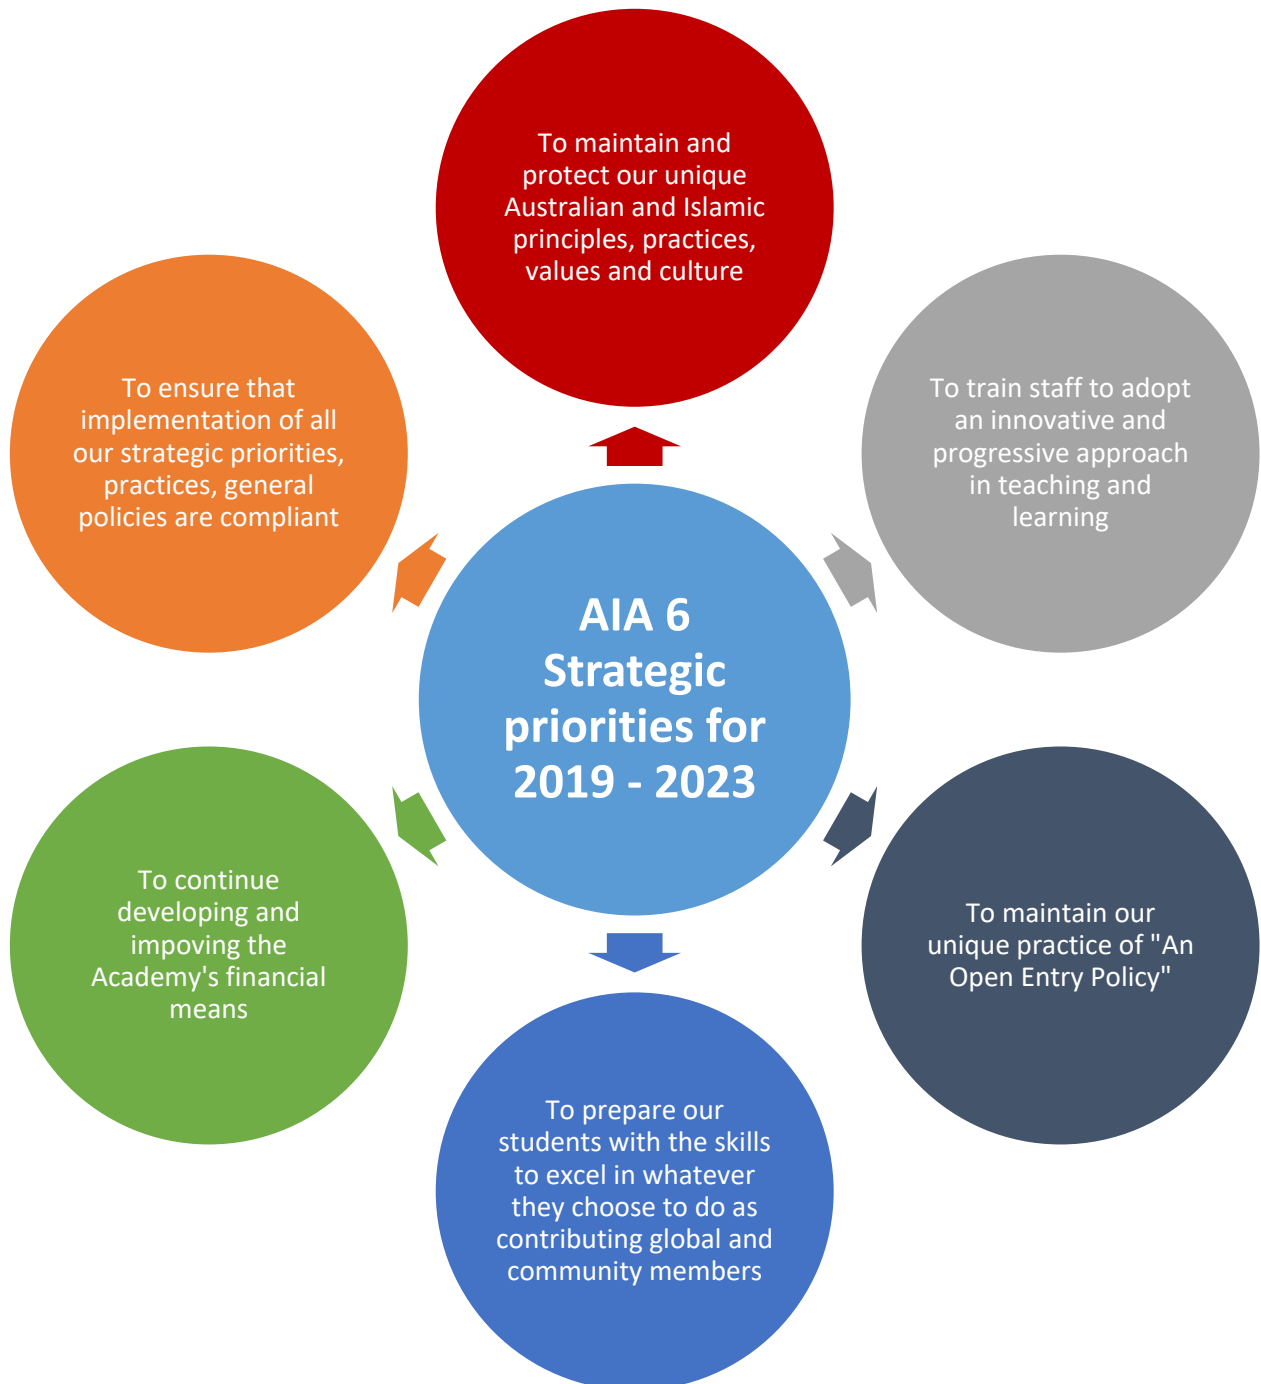 To maintain and
protect our unique
Australian and Islamic
principles, practices,
values and culture
To train staff to adopt
an innovative and
progressive approach
in teaching and
learning
To maintain our
unique practice of "An
Open Entry Policy"
To prepare our
students with the skills
to excel in whatever
they choose to do as
contributing global and
community members
To continue
developing and
impoving the
Academy's financial
means
To ensure that
implementation of all
our strategic priorities,
practices, general
policies are compliant
AIA 6
Strategic
priorities for
2019 - 2023